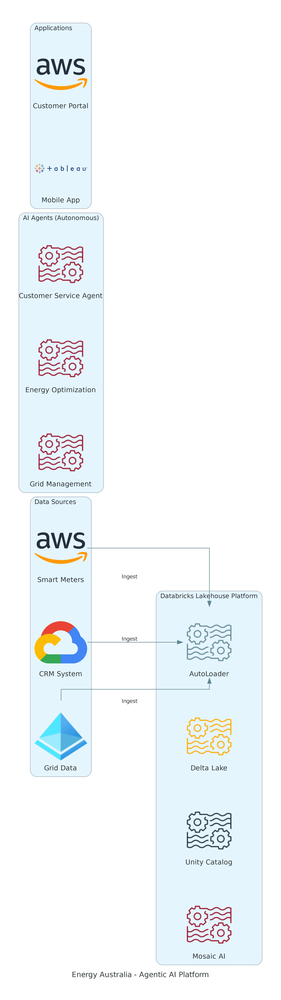 Applications
aws
Customer Portal
+ a b l e a u
Mobile App
AI Agents (Autonomous)
Customer Service Agent
Energy Optimization
Grid Management
Data Sources
aws
Smart Meters
Ingest
Databricks Lakehouse Platform
CRM System
Ingest
AutoLoader
Ingest
Grid Data
Delta Lake
Unity Catalog
Mosaic AI
Energy Australia - Agentic AI Platform